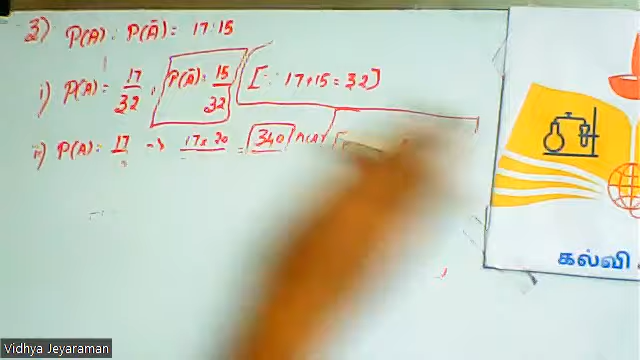 3) P(A) : P(Ā) = 17:15
i) P(A) = 17/32 , P(Ā) = 15/32 [∵ 17+15 = 32]
ii) P(A) = 17 → 17 x 20 = 340 n(A)
கல்வி
Vidhya Jeyaraman